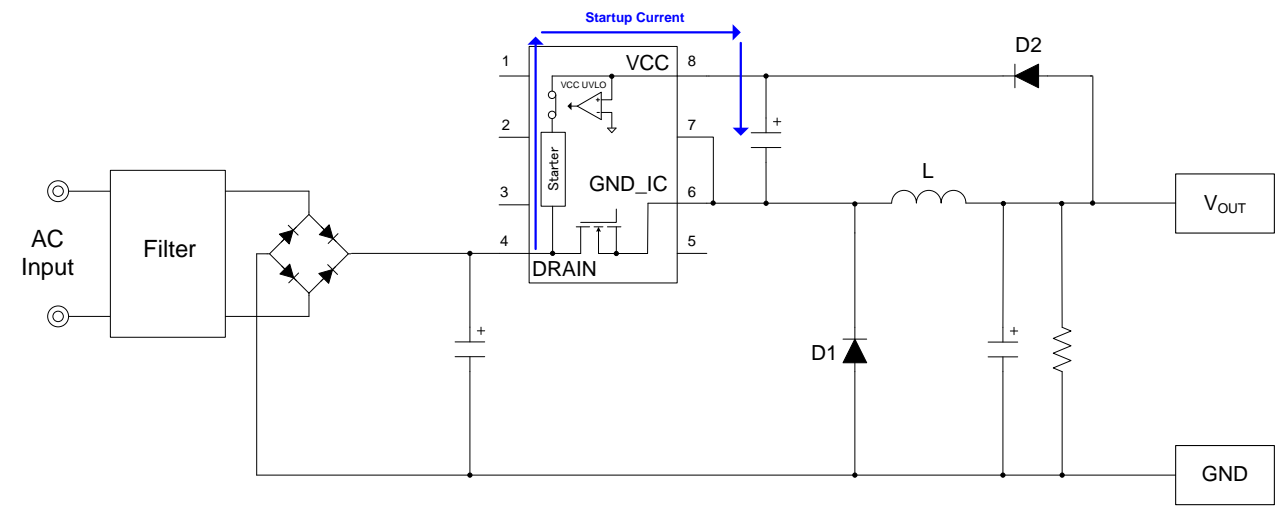 Startup Current
D2
1
VCC
8
VCC UVLO
+
-
+
2
7
Starter
L
3
GND_IC
6
VOUT
AC
Input
Filter
4
5
DRAIN
+
D1
+
GND